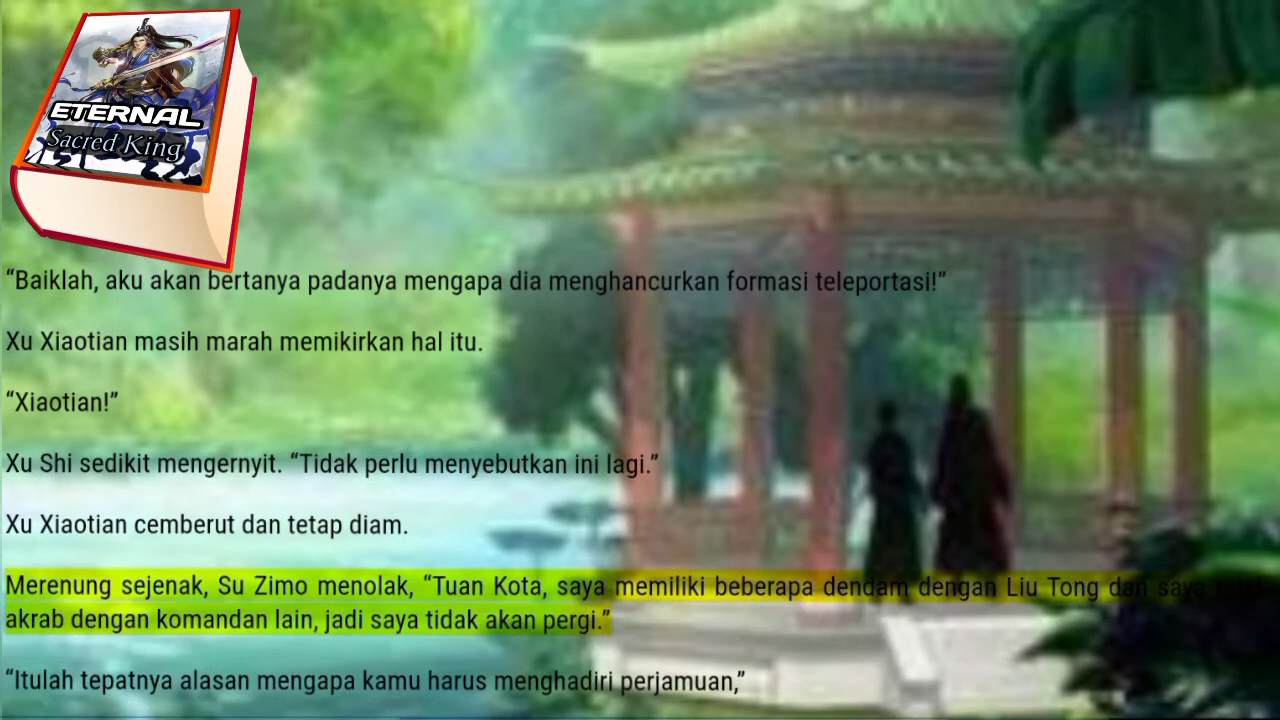 ETERNAL
Sacred King
“Baiklah, aku akan bertanya padanya mengapa dia menghancurkan formasi teleportasi!”
Xu Xiaotian masih marah memikirkan hal itu.
“Xiaotian!”
Xu Shi sedikit mengernyit. “Tidak perlu menyebutkan ini lagi.”
Xu Xiaotian cemberut dan tetap diam.
Merenung sejenak, Su Zimo menolak, “Tuan Kota, saya memiliki beberapa dendam dengan Liu Tong dan saya
akrab dengan komandan lain, jadi saya tidak akan pergi.”
“Itulah tepatnya alasan mengapa kamu harus menghadiri perjamuan,”